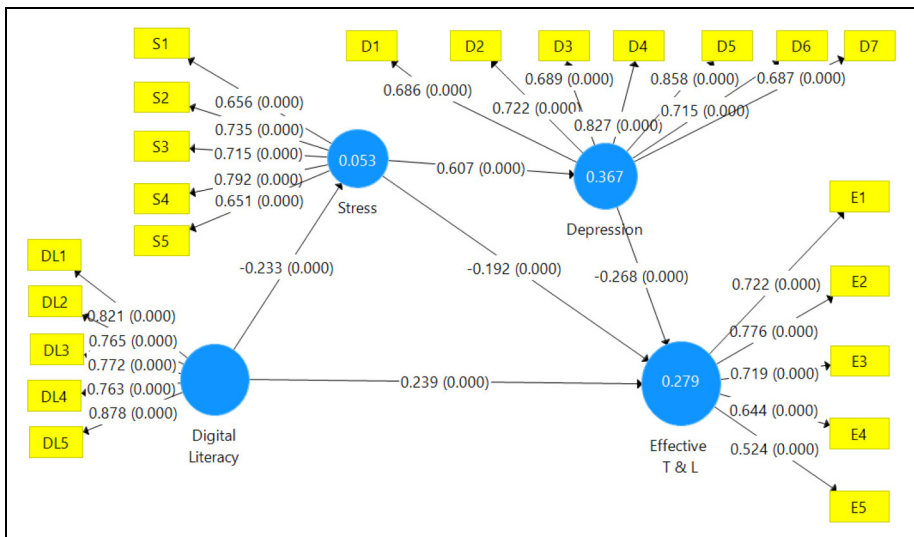 S1
S2
S3
S4
S5
0.656 (0.000)
0.735 (0.000)
0.715 (0.000)
0.792 (0.000)
0.651 (0.000)
0.053
Stress
D1
D2
D3
D4
D5
D6
D7
0.686 (0.000)
0.722 (0.000)
0.689 (0.000)
0.827 (0.000)
0.858 (0.000)
0.715 (0.000)
0.687 (0.000)
0.607 (0.000)
0.367
Depression
-0.233 (0.000)
-0.192 (0.000)
-0.268 (0.000)
DL1
DL2
DL3
DL4
DL5
0.821 (0.000)
0.765 (0.000)
0.772 (0.000)
0.763 (0.000)
0.878 (0.000)
Digital
Literacy
0.239 (0.000)
0.279
Effective
T & L
E1
E2
E3
E4
E5
0.722 (0.000)
0.776 (0.000)
0.719 (0.000)
0.644 (0.000)
0.524 (0.000)